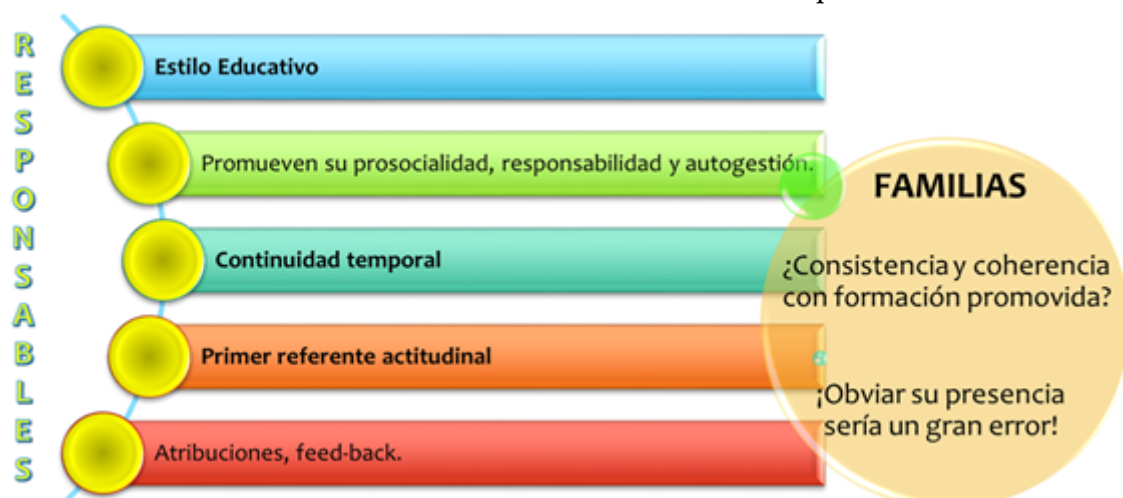 RESPONSABLES
Estilo Educativo
Promueven su prosocialidad, responsabilidad y autogestión.
Continuidad temporal
Primer referente actitudinal
Atribuciones, feed-back.
FAMILIAS
¿Consistencia y coherencia
con formación promovida?
¡Obviar su presencia
sería un gran error!